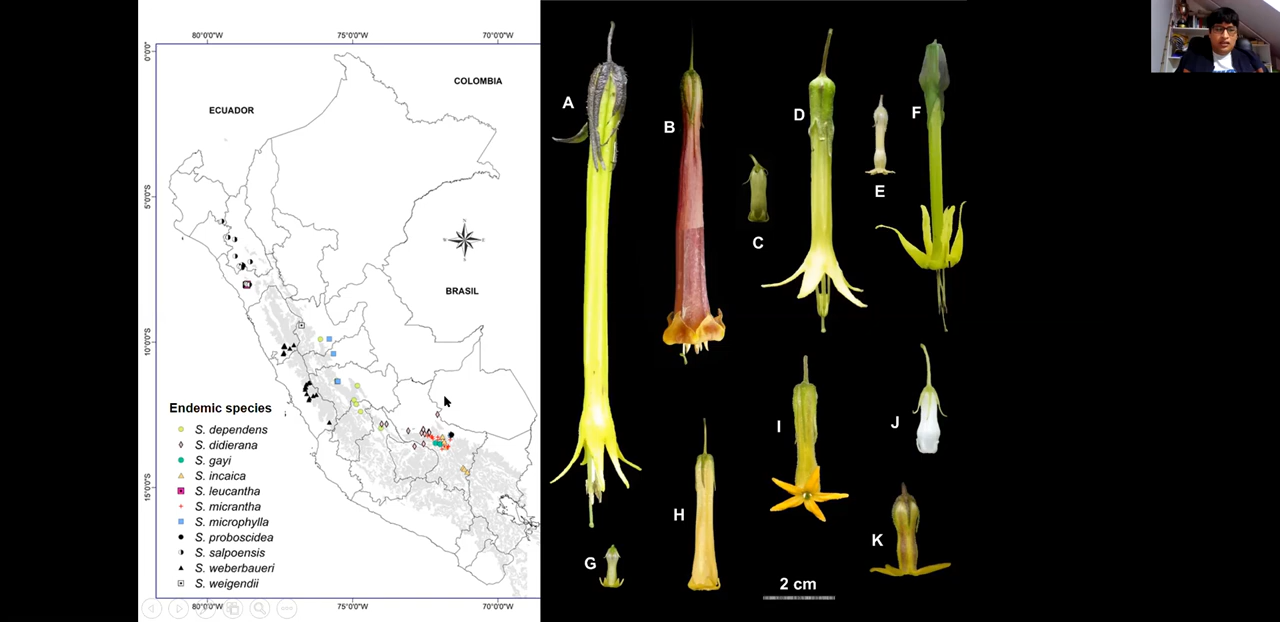 80°0'0"W 75°0'0"W 70°0'0"W
0°0'0"
COLOMBIA
ECUADOR
5°0'0"S
BRASIL
10°0'0"S
15°0'0"S
Endemic species
S. dependens
S. didierana
S. gayi
S. incaica
S. leucantha
S. micrantha
S. microphylla
S. proboscidea
S. salpoensis
S. weberbaueri
S. weigendii
80°0'0"W 75°0'0"W 70°0'0"W
A
B
C
D
E
F
G
H
I
J
K
2 cm